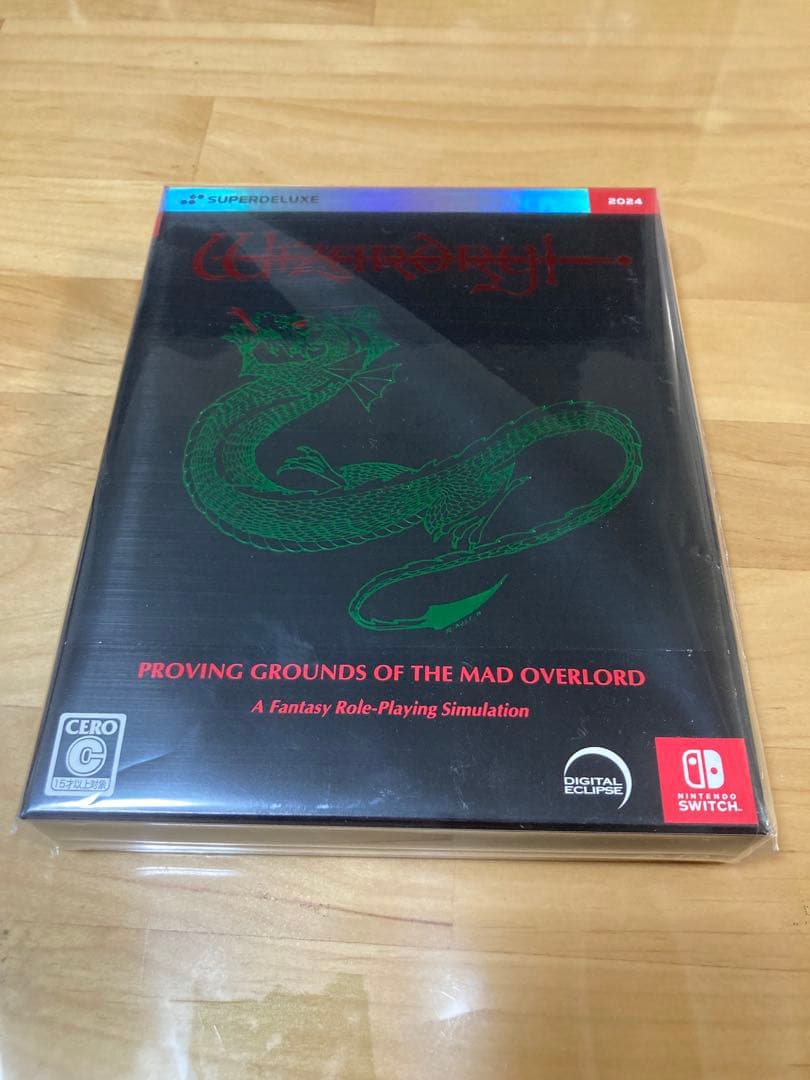 SUPERDELUXE
2024
Wizardry
PROVING GROUNDS OF THE MAD OVERLORD
A Fantasy Role-Playing Simulation
CERO
C
15才以上対象
DIGITAL
ECLIPSE
NINTENDO
SWITCH™